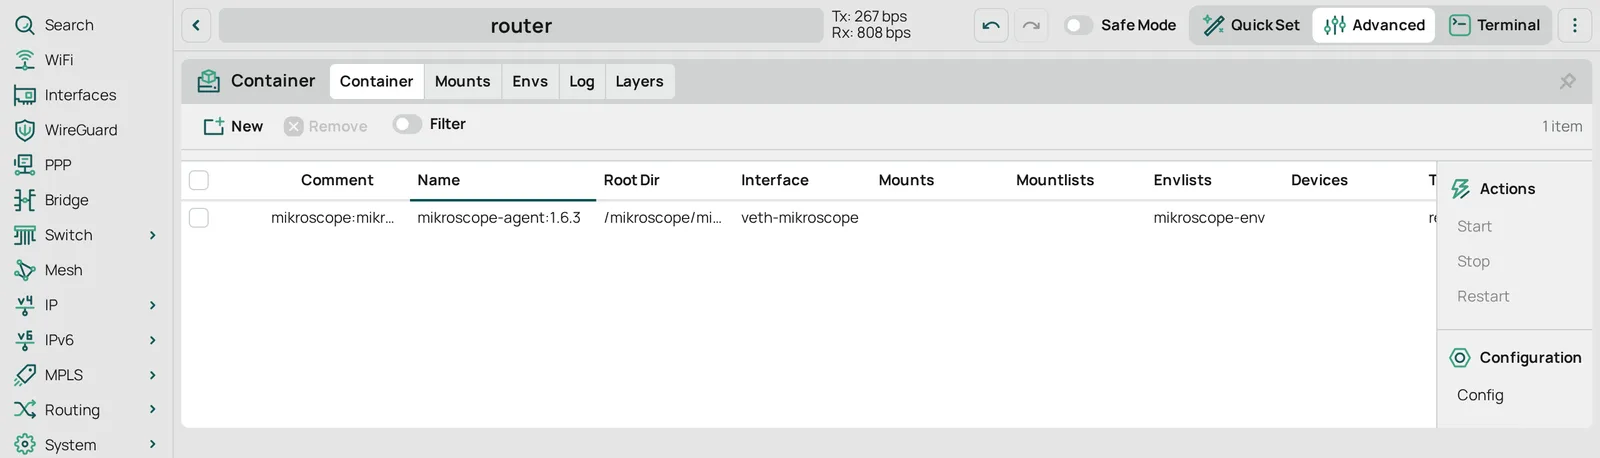 Search
WiFi
Interfaces
WireGuard
PPP
Bridge
Switch
Mesh
v4 IP
v6 IPv6
MPLS
Routing
System
router
Tx: 267 bps
Rx: 808 bps
Safe Mode
Quick Set
Advanced
Terminal
Container
Container Mounts Envs Log Layers
New Remove Filter
1 item
Comment Name Root Dir Interface Mounts Mountlists Envlists Devices T
mikroscope:mikr... mikroscope-agent:1.6.3 /mikroscope/mi... veth-mikroscope mikroscope-env re
Actions
Start
Stop
Restart
Configuration
Config